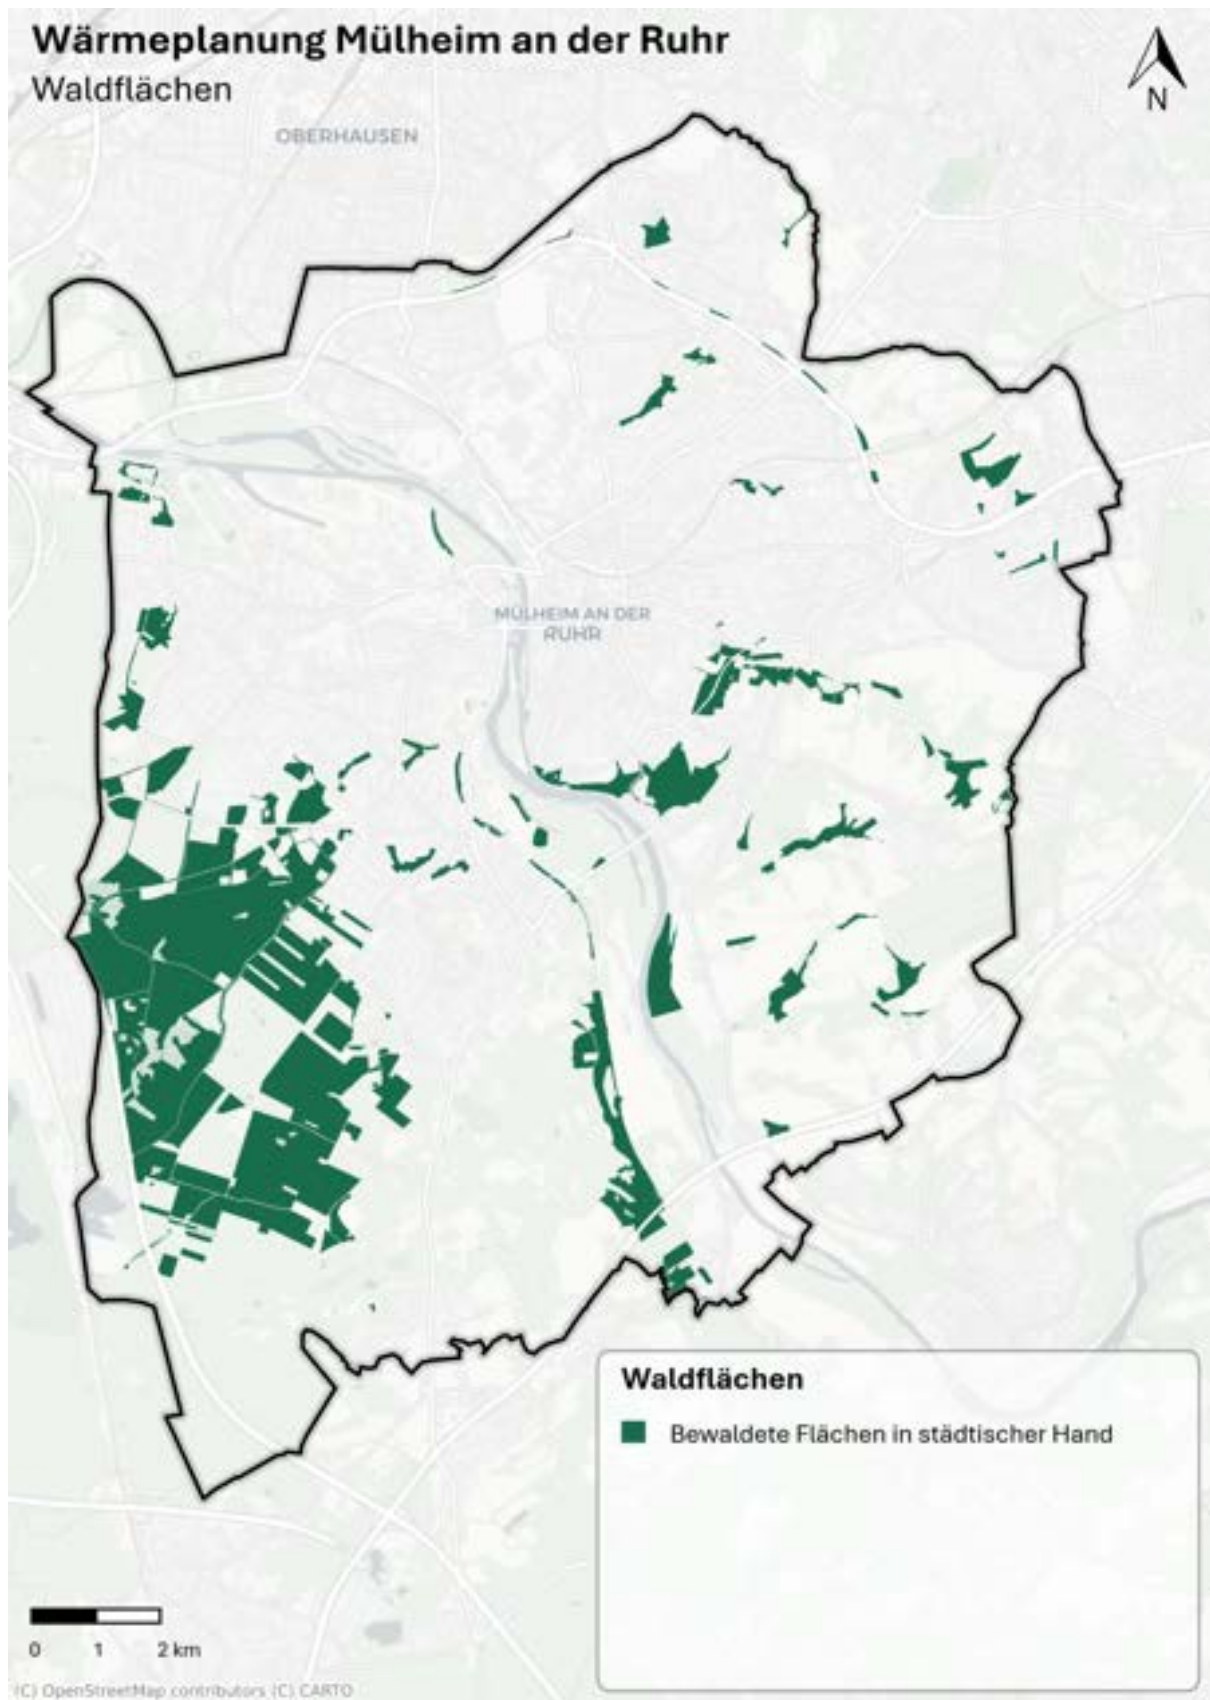 Wärmeplanung Mülheim an der Ruhr
Waldflächen
N
OBERHAUSEN
MÜLHEIM AN DER
RUHR
Waldflächen
Bewaldete Flächen in städtischer Hand
0 1 2 km
(C) OpenStreetMap contributors (C) CARTO